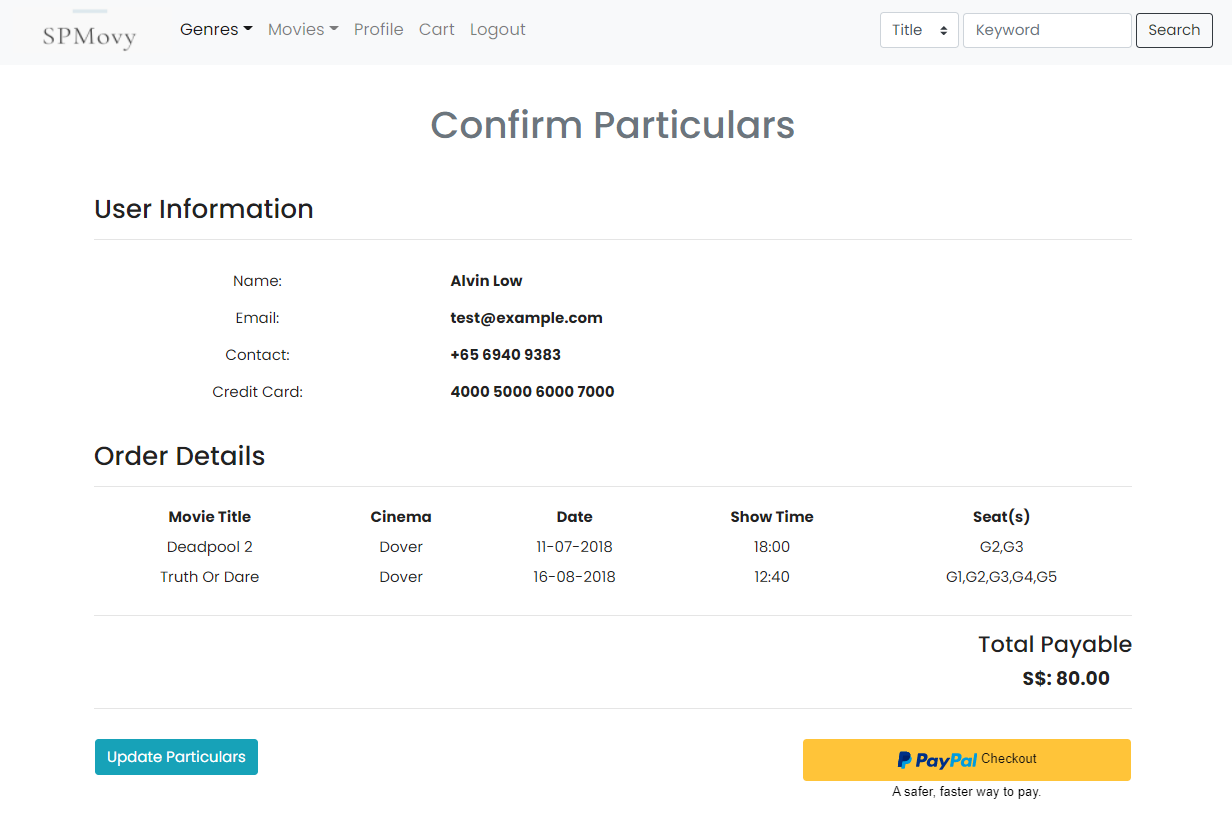 SPMovy Genres Movies Profile Cart Logout Title Keyword Search
Confirm Particulars
User Information
Name: Alvin Low
Email: test@example.com
Contact: +65 6940 9383
Credit Card: 4000 5000 6000 7000
Order Details
Movie Title Cinema Date Show Time Seat(s)
Deadpool 2 Dover 11-07-2018 18:00 G2,G3
Truth Or Dare Dover 16-08-2018 12:40 G1,G2,G3,G4,G5
Total Payable
S$: 80.00
Update Particulars PayPal Checkout
A safer, faster way to pay.